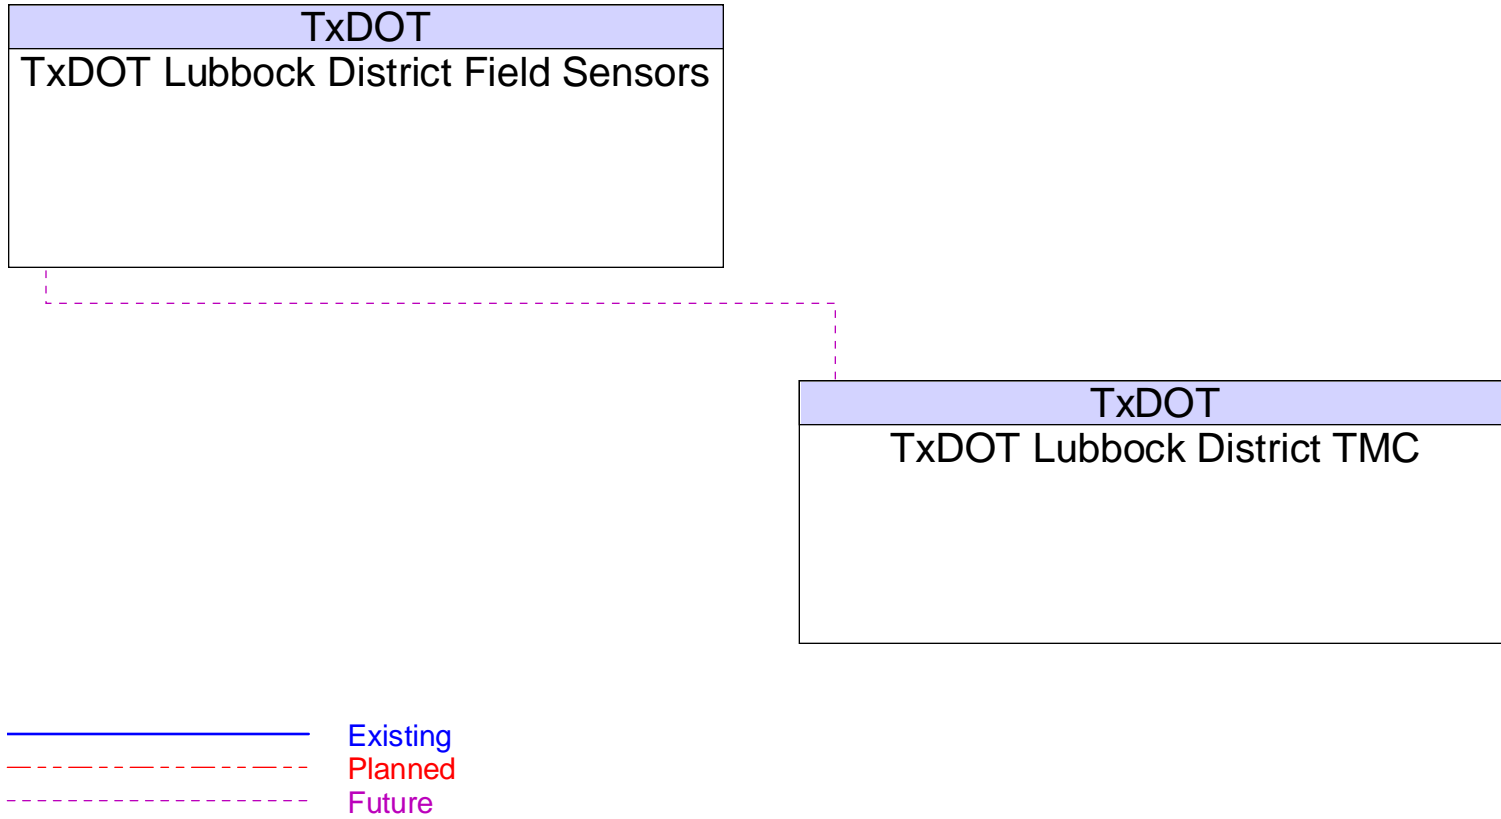 TxDOT
TxDOT Lubbock District Field Sensors
TxDOT
TxDOT Lubbock District TMC
Existing
Planned
Future